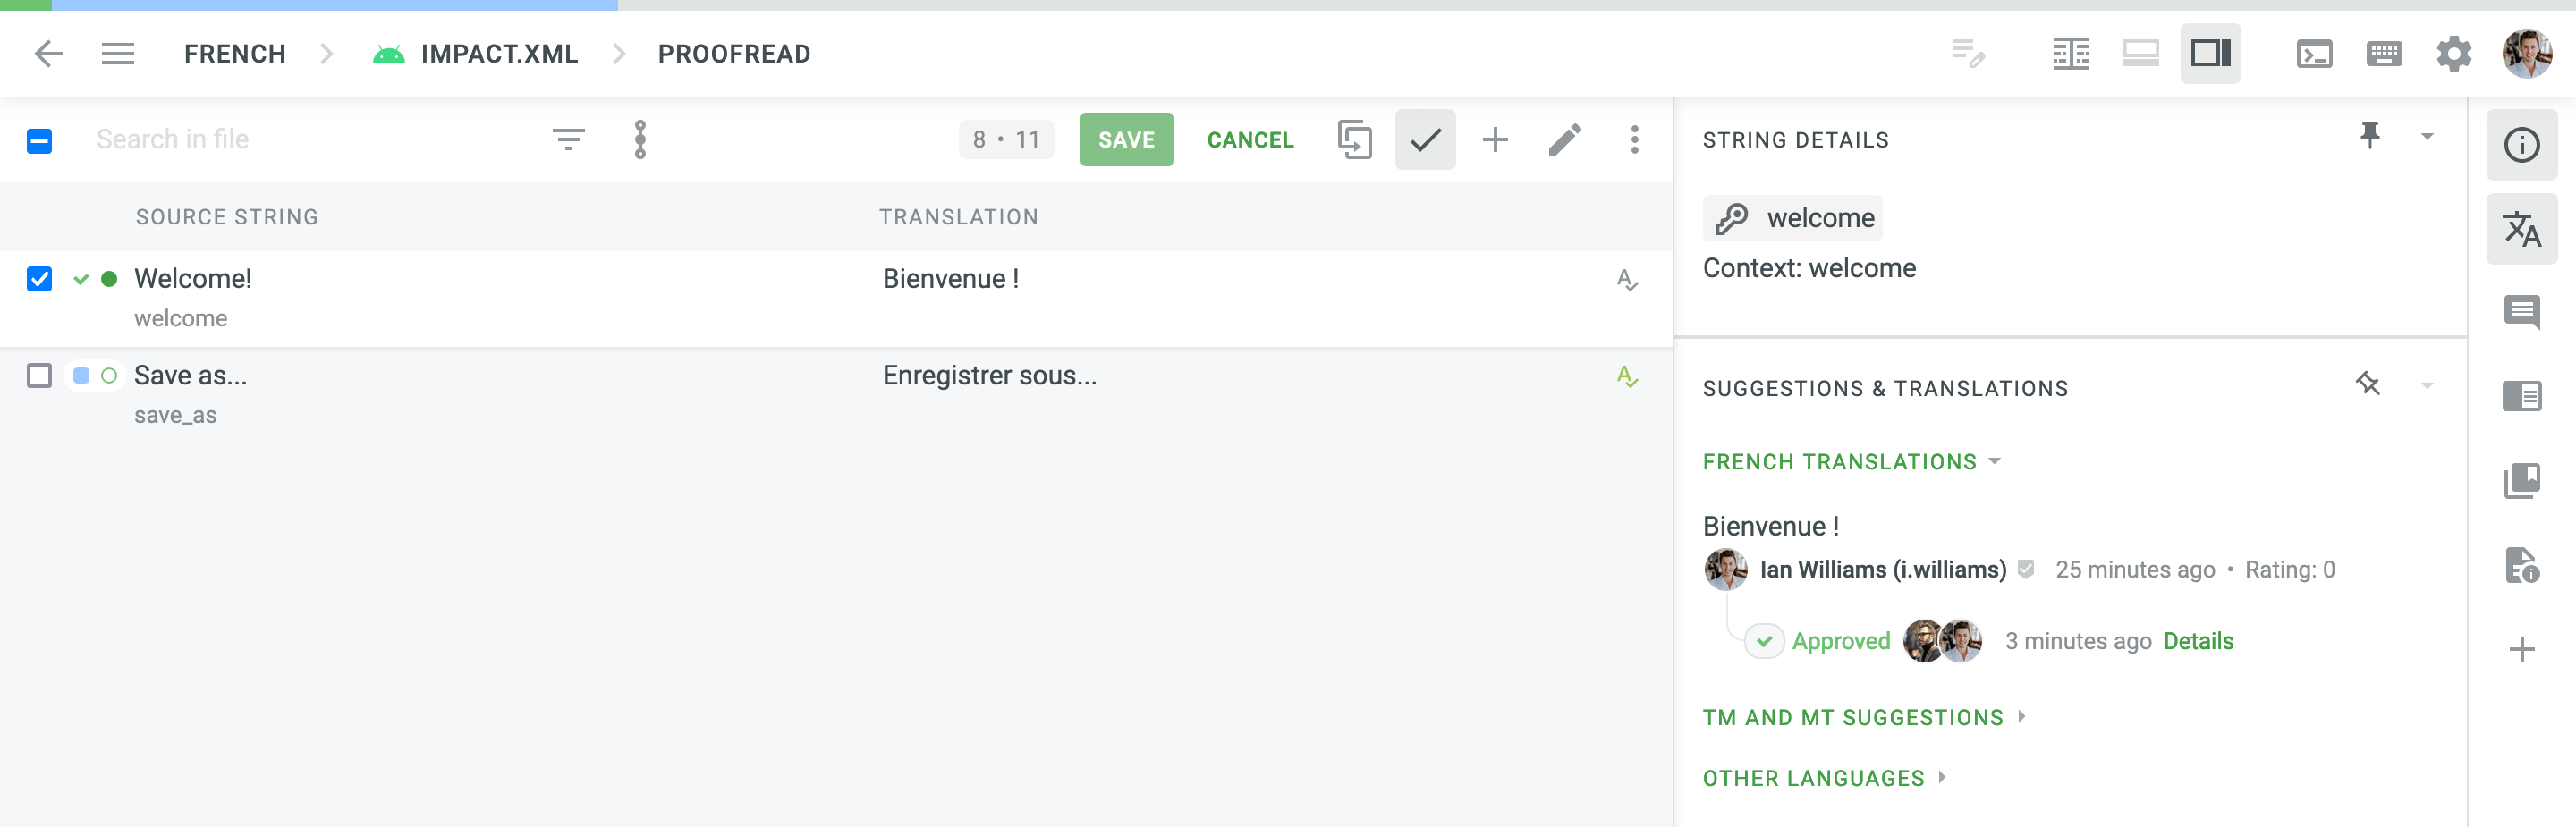 FRENCH > IMPACT.XML > PROOFREAD
Search in file
8 • 11
SAVE
CANCEL
SOURCE STRING
TRANSLATION
Welcome!
Bienvenue !
welcome
Save as...
Enregistrer sous...
save_as
STRING DETAILS
welcome
Context: welcome
SUGGESTIONS & TRANSLATIONS
FRENCH TRANSLATIONS
Bienvenue !
Ian Williams (i.williams) 25 minutes ago • Rating: 0
Approved 3 minutes ago Details
TM AND MT SUGGESTIONS
OTHER LANGUAGES